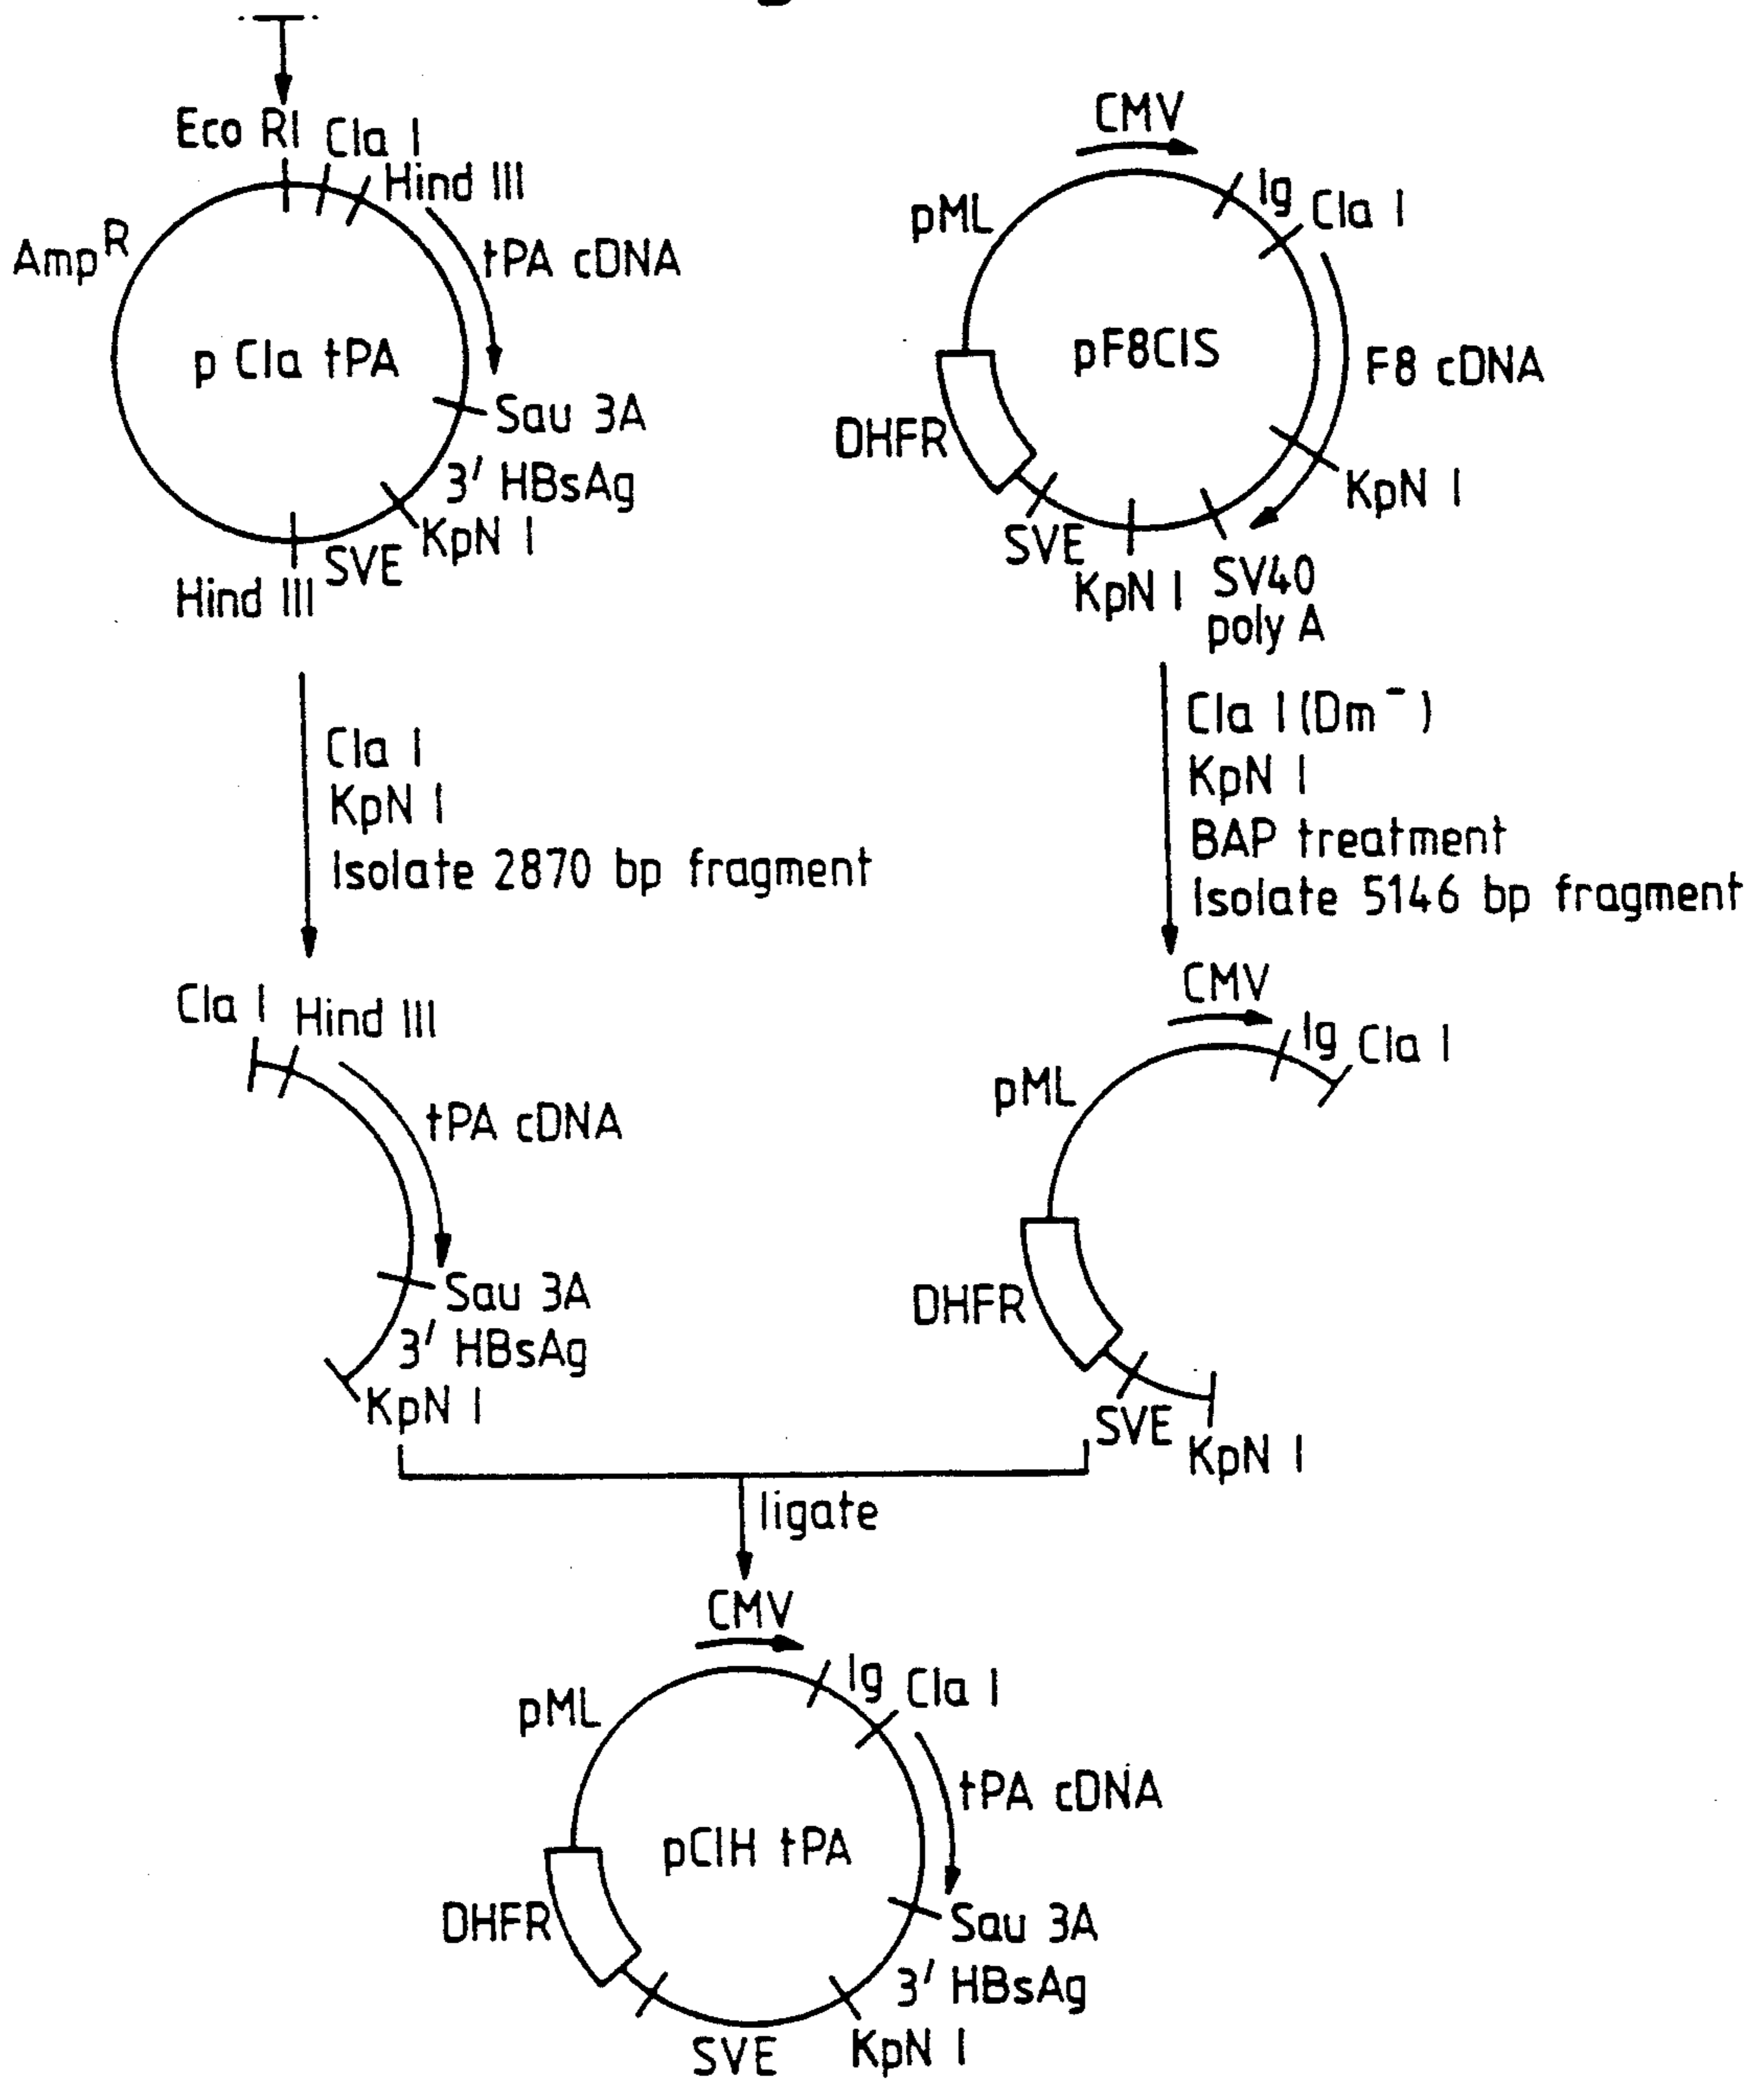 Eco RI
Cla I
Hind III
Amp R
tPA cDNA
p Cla tPA
Sau 3A
3' HBsAg
KpN I
SVE
Hind III
CMV
Ig
Cla I
pML
pF8CIS
F8 cDNA
DHFR
KpN I
SVE
KpN I
SV40
poly A
Cla I
KpN I
Isolate 2870 bp fragment
Cla I (Dm⁻)
KpN I
BAP treatment
Isolate 5146 bp fragment
Cla I
Hind III
tPA cDNA
Sau 3A
3' HBsAg
KpN I
CMV
Ig
Cla I
pML
DHFR
SVE
KpN I
ligate
CMV
Ig
Cla I
pML
tPA cDNA
pCIH tPA
DHFR
Sau 3A
3' HBsAg
KpN I
SVE